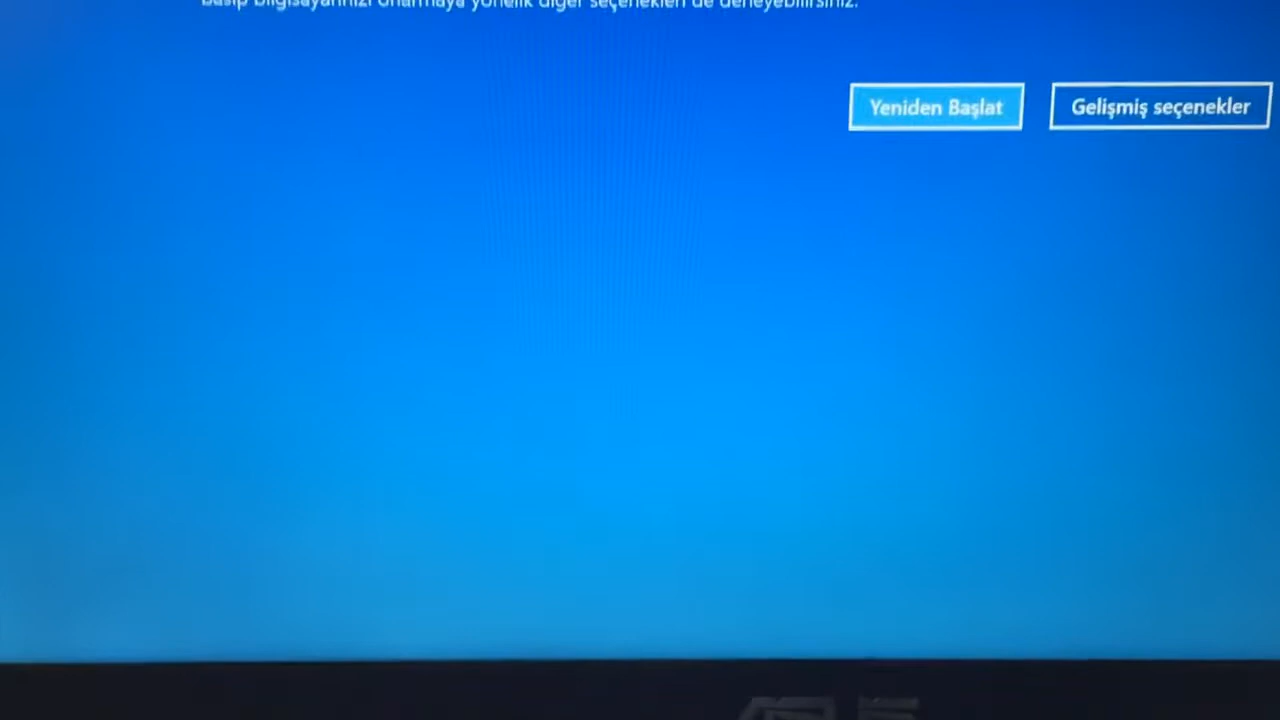 basıp bilgisayarınızı onarmaya yönelik diğer seçenekleri de deneyebilirsiniz.
Yeniden Başlat
Gelişmiş seçenekler